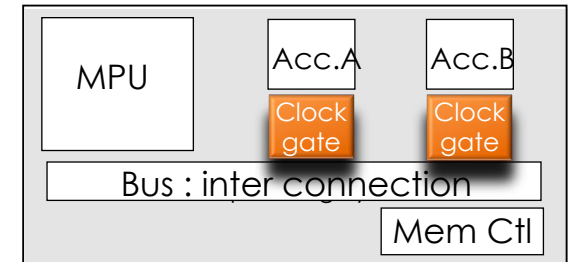 MPU
Acc.A
Acc.B
Clock
gate
Clock
gate
Bus : inter connection
Mem Ctl